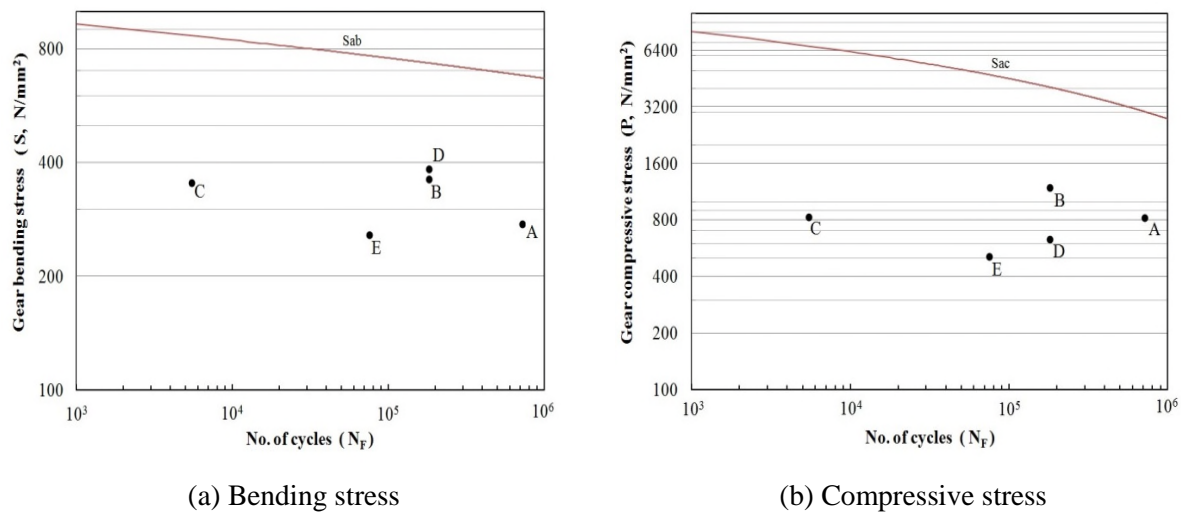 Gear bending stress ( S, N/mm²)
800
400
200
100
Sab
D
B
C
A
E
10³ 10⁴ 10⁵ 10⁶
No. of cycles ( N_F )
(a) Bending stress
Gear compressive stress (P, N/mm²)
6400
3200
1600
800
400
200
100
Sac
B
C
A
D
E
10³ 10⁴ 10⁵ 10⁶
No. of cycles ( N_F )
(b) Compressive stress